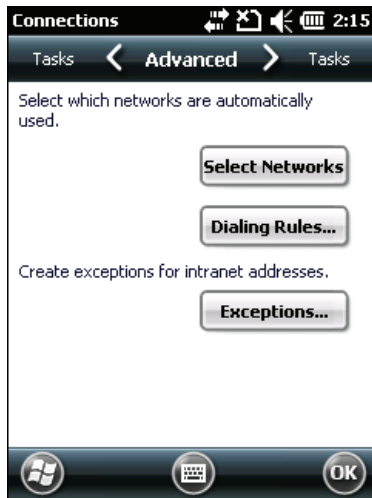 Connections 2:15
Tasks Advanced Tasks
Select which networks are automatically
used.
Select Networks
Dialing Rules...
Create exceptions for intranet addresses.
Exceptions...
OK